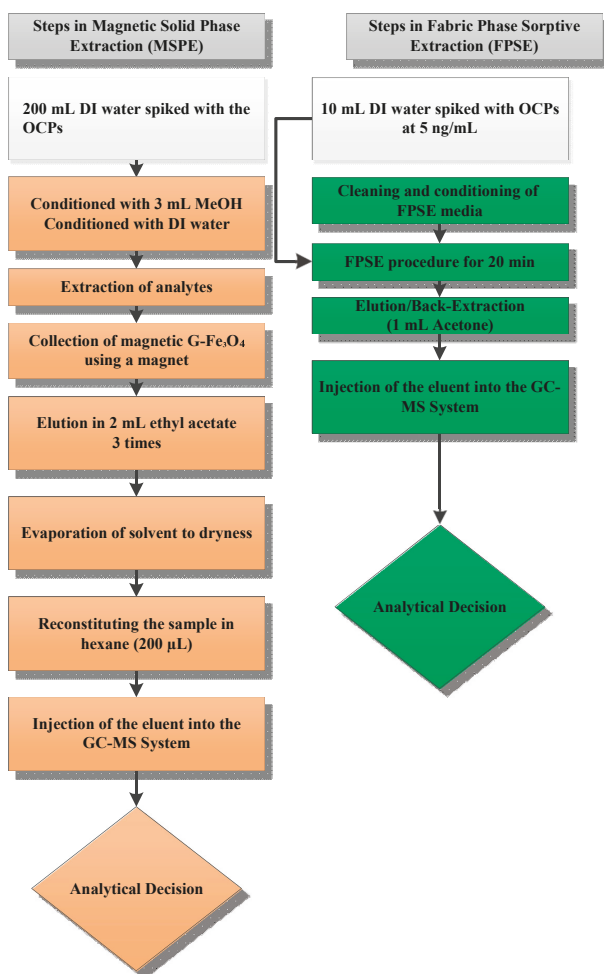 Steps in Magnetic Solid Phase
Extraction (MSPE)
200 mL DI water spiked with the
OCPs
Conditioned with 3 mL MeOH
Conditioned with DI water
Extraction of analytes
Collection of magnetic G-Fe₃O₄
using a magnet
Elution in 2 mL ethyl acetate
3 times
Evaporation of solvent to dryness
Reconstituting the sample in
hexane (200 µL)
Injection of the eluent into the
GC-MS System
Analytical Decision
Steps in Fabric Phase Sorptive
Extraction (FPSE)
10 mL DI water spiked with OCPs
at 5 ng/mL
Cleaning and conditioning of
FPSE media
FPSE procedure for 20 min
Elution/Back-Extraction
(1 mL Acetone)
Injection of the eluent into the GC-
MS System
Analytical Decision